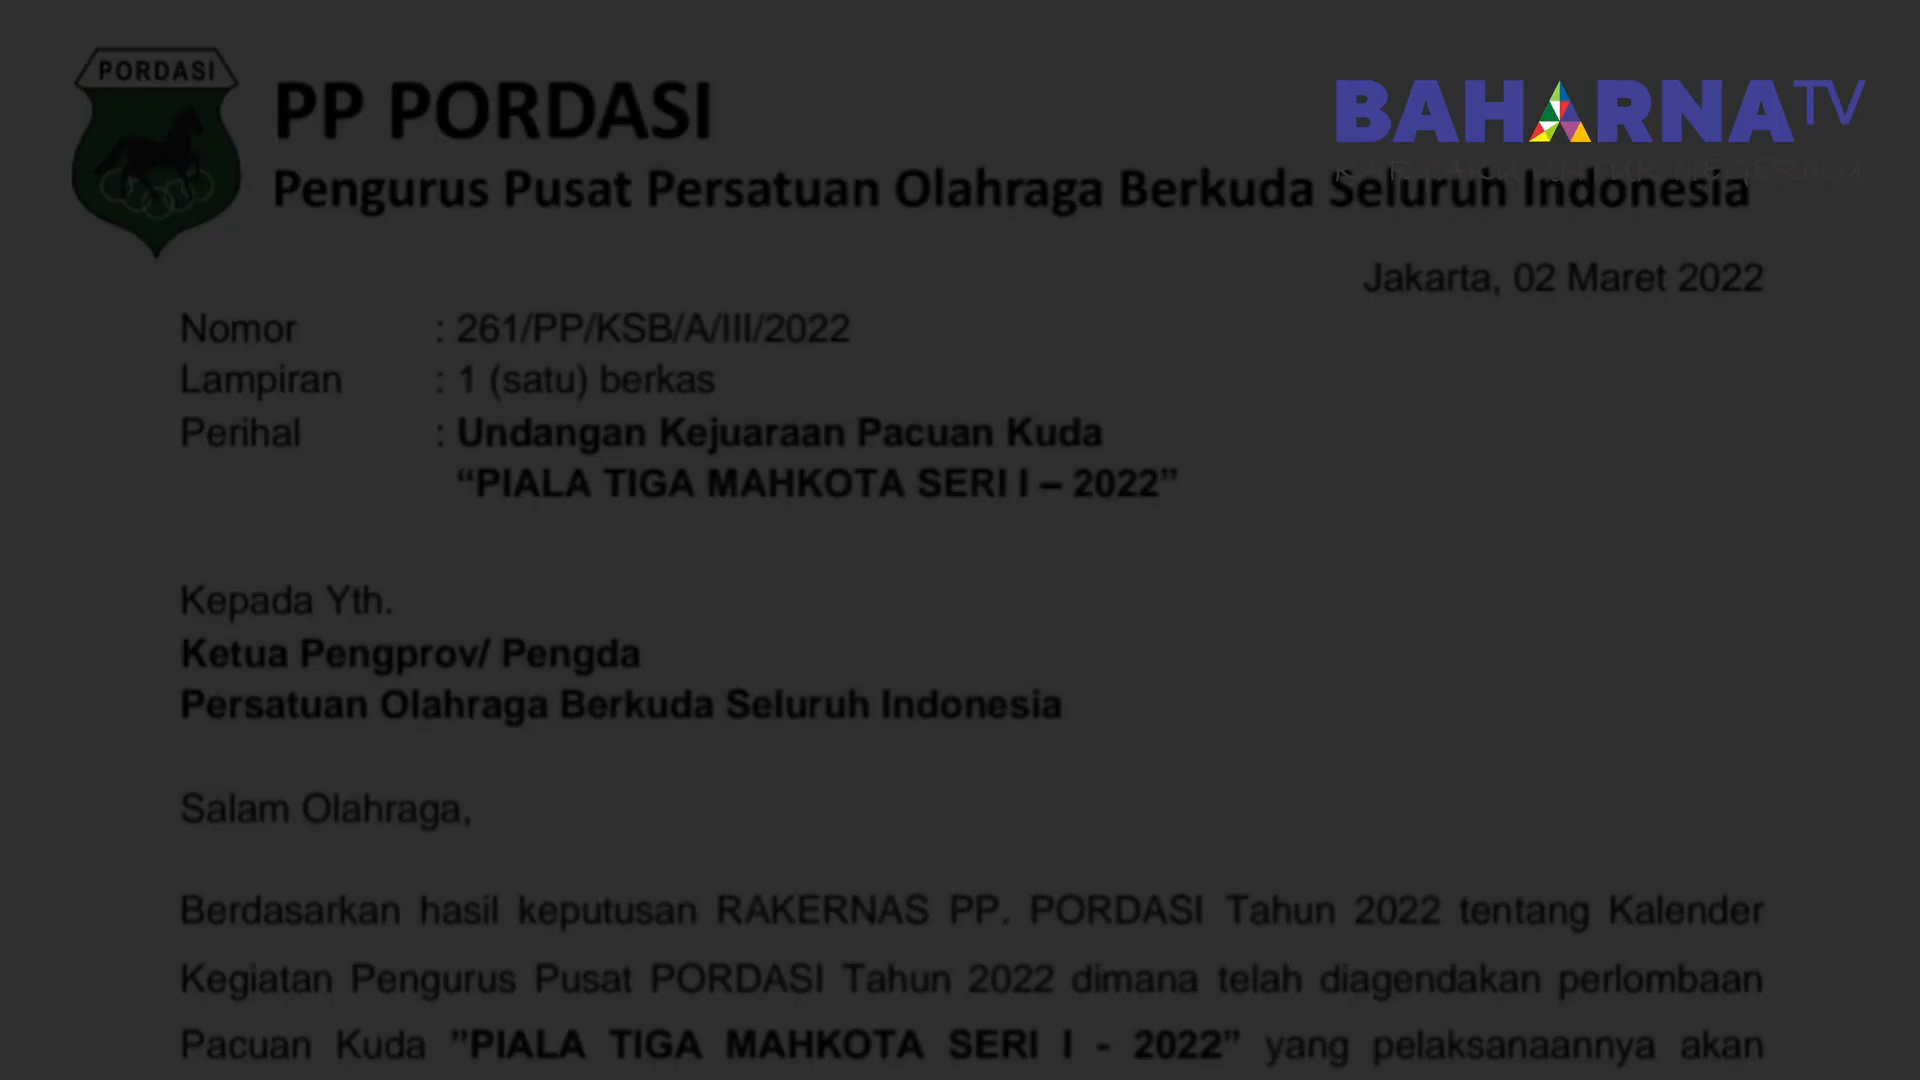 PORDASI
PP PORDASI
BAHARNATV
KARYAKU UNTUK NEGERIKU
Pengurus Pusat Persatuan Olahraga Berkuda Seluruh Indonesia
Jakarta, 02 Maret 2022
Nomor : 261/PP/KSB/A/III/2022
Lampiran : 1 (satu) berkas
Perihal : Undangan Kejuaraan Pacuan Kuda
“PIALA TIGA MAHKOTA SERI I – 2022”
Kepada Yth.
Ketua Pengprov/ Pengda
Persatuan Olahraga Berkuda Seluruh Indonesia
Salam Olahraga,
Berdasarkan hasil keputusan RAKERNAS PP. PORDASI Tahun 2022 tentang Kalender
Kegiatan Pengurus Pusat PORDASI Tahun 2022 dimana telah diagendakan perlombaan
Pacuan Kuda ”PIALA TIGA MAHKOTA SERI I - 2022” yang pelaksanaannya akan